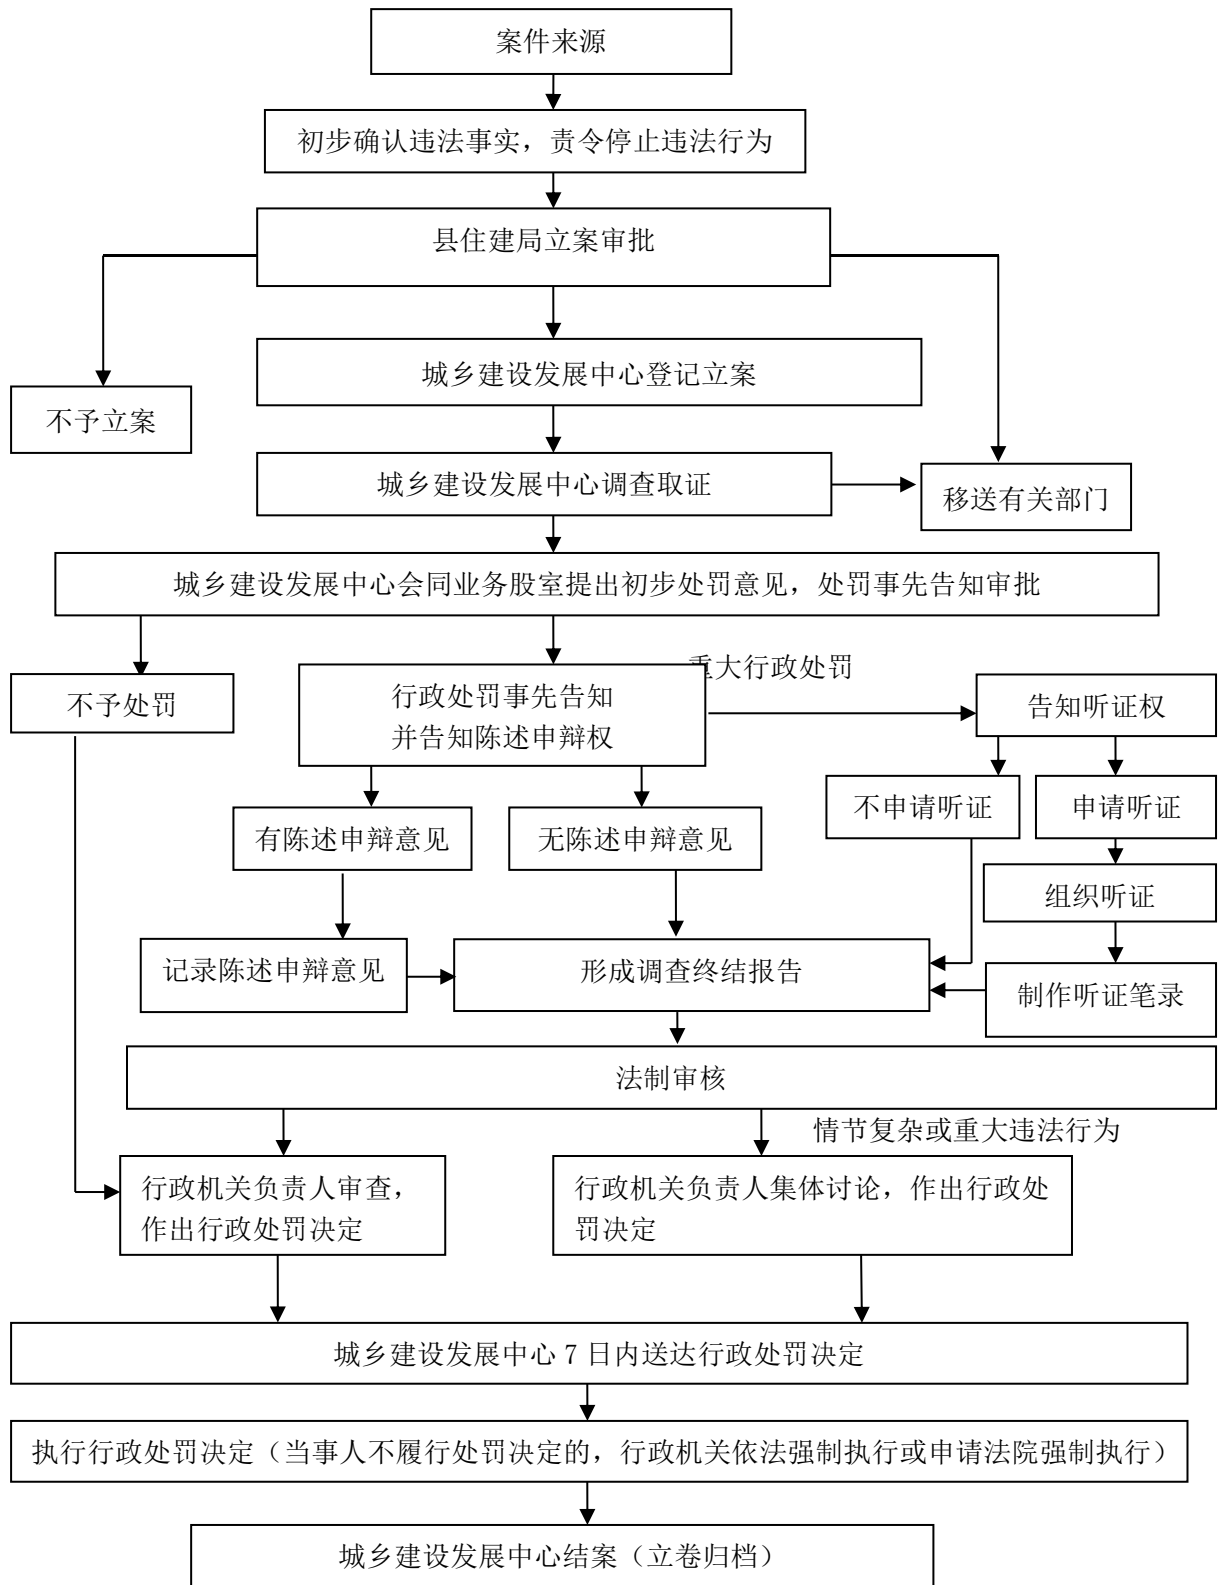 案件来源
初步确认违法事实，责令停止违法行为
县住建局立案审批
城乡建设发展中心登记立案
不予立案
城乡建设发展中心调查取证
移送有关部门
城乡建设发展中心会同业务股室提出初步处罚意见，处罚事先告知审批
重大行政处罚
不予处罚
行政处罚事先告知
并告知陈述申辩权
告知听证权
不申请听证
申请听证
有陈述申辩意见
无陈述申辩意见
组织听证
记录陈述申辩意见
形成调查终结报告
制作听证笔录
法制审核
情节复杂或重大违法行为
行政机关负责人审查，
作出行政处罚决定
行政机关负责人集体讨论，作出行政处
罚决定
城乡建设发展中心 7 日内送达行政处罚决定
执行行政处罚决定（当事人不履行处罚决定的，行政机关依法强制执行或申请法院强制执行）
城乡建设发展中心结案（立卷归档）